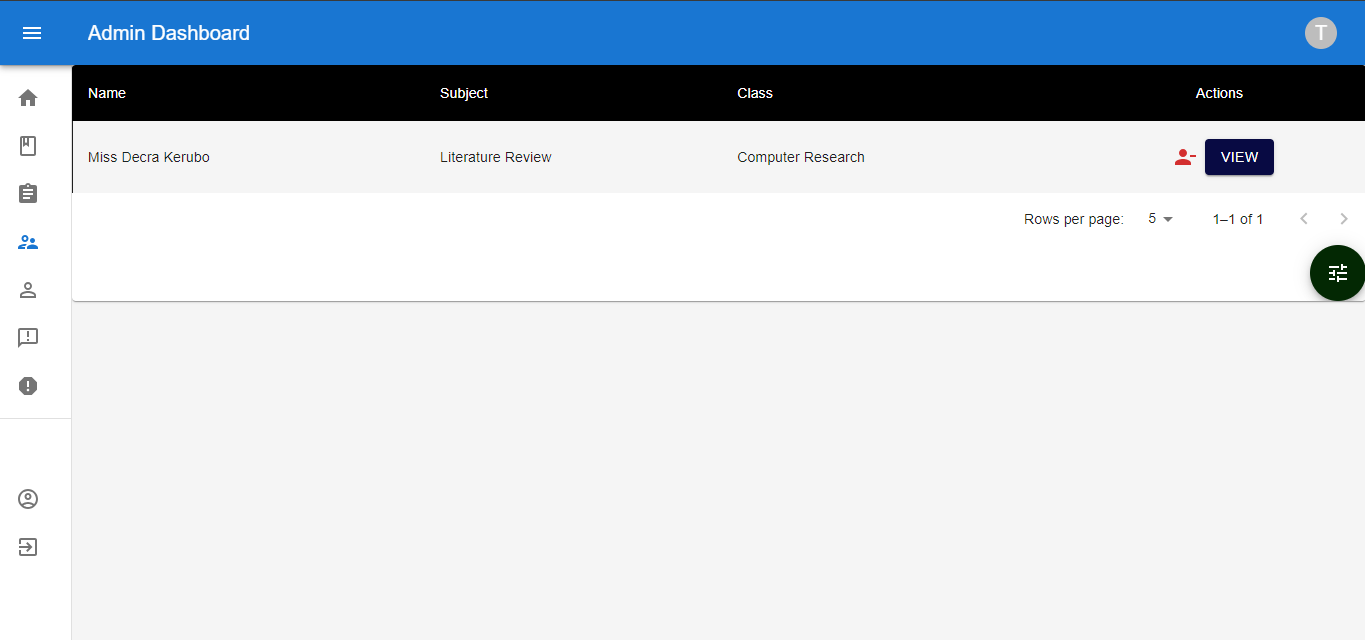 Admin Dashboard T
Name Subject Class Actions
Miss Decra Kerubo Literature Review Computer Research VIEW
Rows per page: 5 1–1 of 1